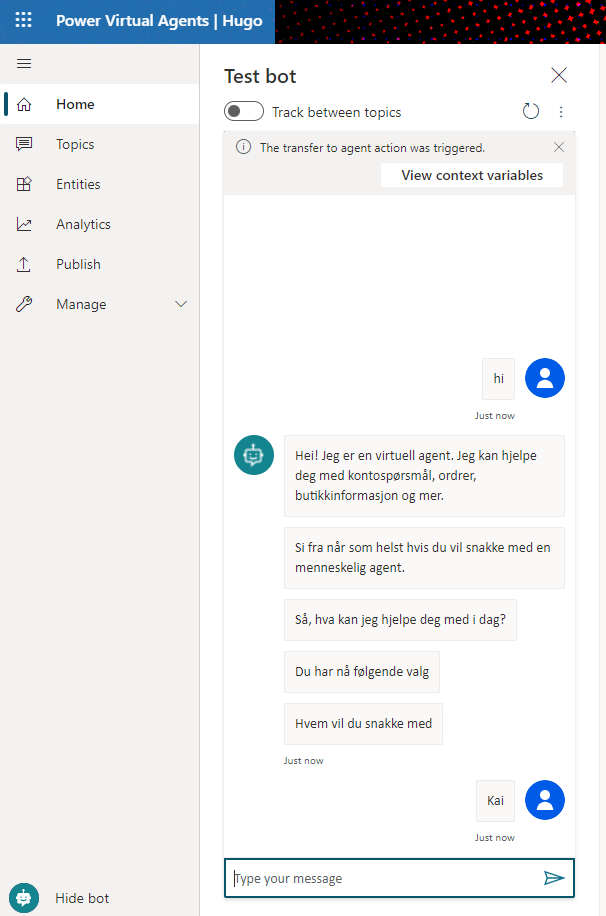 Power Virtual Agents | Hugo
Test bot
Track between topics
Home
Topics
Entities
Analytics
Publish
Manage
The transfer to agent action was triggered.
View context variables
hi
Just now
Hei! Jeg er en virtuell agent. Jeg kan hjelpe
deg med kontospørsmål, ordrer,
butikkinformasjon og mer.
Si fra når som helst hvis du vil snakke med en
menneskelig agent.
Så, hva kan jeg hjelpe deg med i dag?
Du har nå følgende valg
Hvem vil du snakke med
Just now
Kai
Just now
Type your message
Hide bot